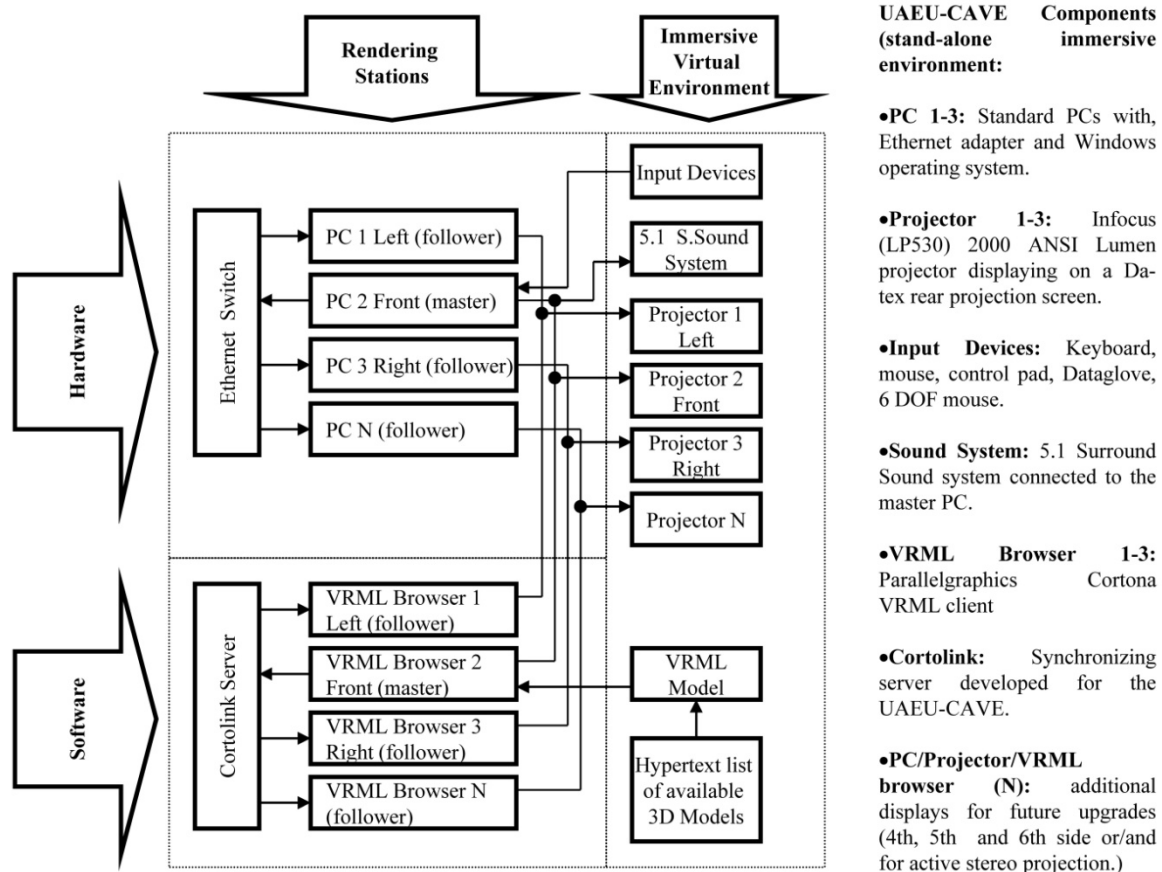 Rendering
Stations
Immersive
Virtual
Environment
Hardware
Ethernet Switch
PC 1 Left (follower)
PC 2 Front (master)
PC 3 Right (follower)
PC N (follower)
Input Devices
5.1 S.Sound
System
Projector 1
Left
Projector 2
Front
Projector 3
Right
Projector N
Software
Cortolink Server
VRML Browser 1
Left (follower)
VRML Browser 2
Front (master)
VRML Browser 3
Right (follower)
VRML Browser N
(follower)
VRML
Model
Hypertext list
of available
3D Models
UAEU-CAVE Components
(stand-alone immersive
environment:
•PC 1-3: Standard PCs with,
Ethernet adapter and Windows
operating system.
•Projector 1-3: Infocus
(LP530) 2000 ANSI Lumen
projector displaying on a Da-
tex rear projection screen.
•Input Devices: Keyboard,
mouse, control pad, Dataglove,
6 DOF mouse.
•Sound System: 5.1 Surround
Sound system connected to the
master PC.
•VRML Browser 1-3:
Parallelgraphics Cortona
VRML client
•Cortolink: Synchronizing
server developed for the
UAEU-CAVE.
•PC/Projector/VRML
browser (N): additional
displays for future upgrades
(4th, 5th and 6th side or/and
for active stereo projection.)